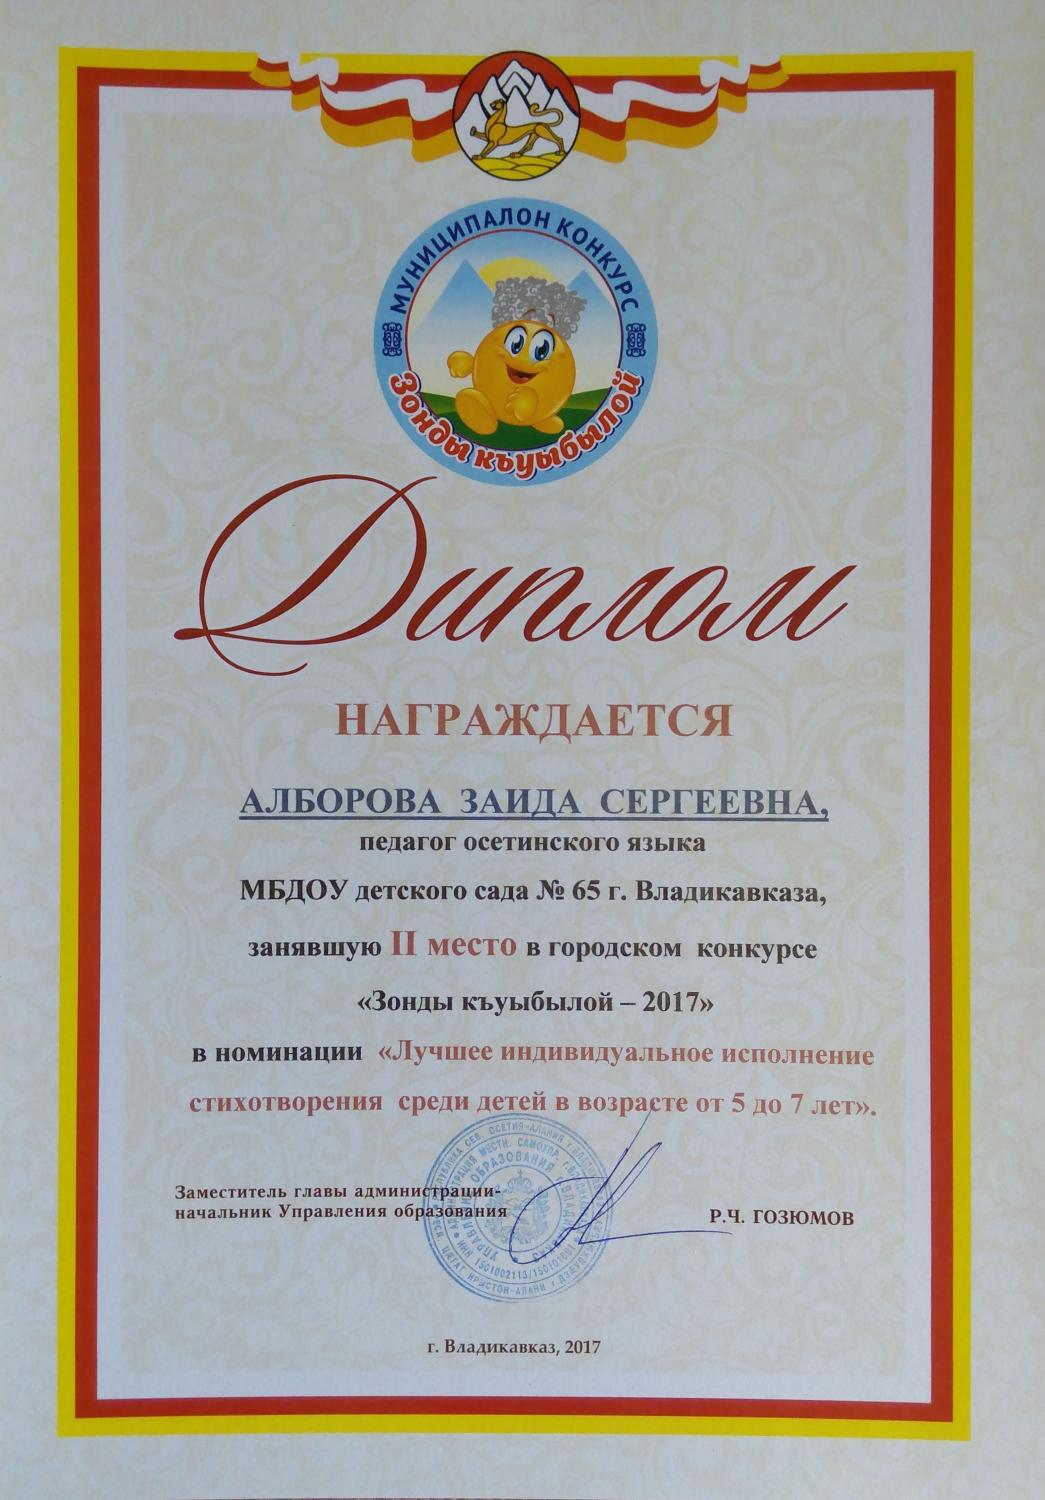 МУНИЦИПАЛОН КОНКУРС
Зонды къуыбылой
Диплом
НАГРАЖДАЕТСЯ
АЛБОРОВА ЗАИДА СЕРГЕЕВНА,
педагог осетинского языка
МБДОУ детского сада № 65 г. Владикавказа,
занявшую II место в городском конкурсе
«Зонды къуыбылой – 2017»
в номинации «Лучшее индивидуальное исполнение
стихотворения среди детей в возрасте от 5 до 7 лет».
Заместитель главы администрации-
начальник Управления образования
Р.Ч. ГОЗЮМОВ
г. Владикавказ, 2017